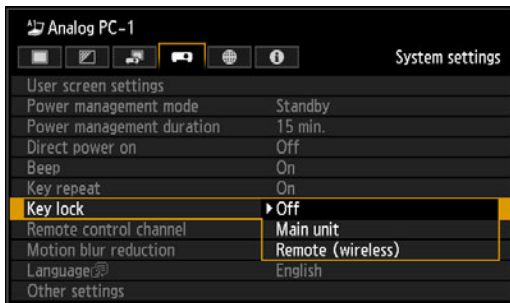 Analog PC-1
System settings
User screen settings
Power management mode Standby
Power management duration 15 min.
Direct power on Off
Beep On
Key repeat On
Key lock Off
Remote control channel Main unit
Motion blur reduction Remote (wireless)
Language English
Other settings